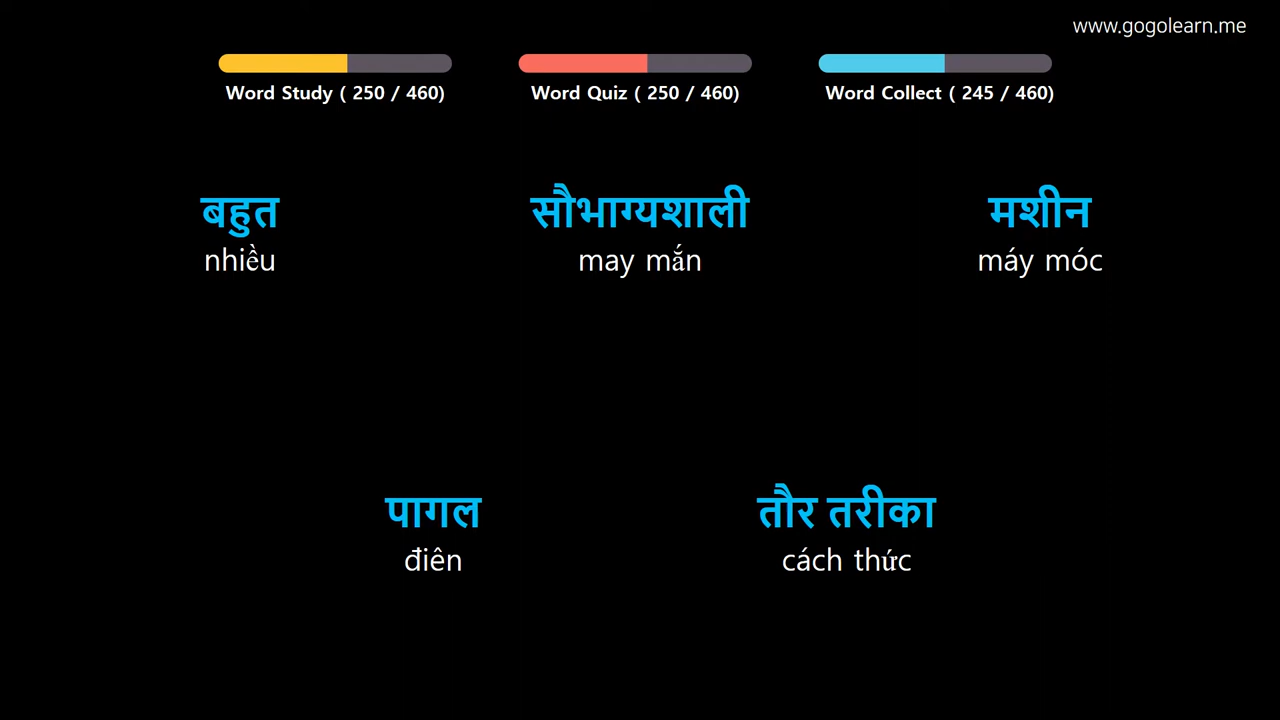 www.gogolearn.me
Word Study ( 250 / 460)
Word Quiz ( 250 / 460)
Word Collect ( 245 / 460)
बहुत
nhiều
सौभाग्यशाली
may mắn
मशीन
máy móc
पागल
điên
तौर तरीका
cách thức